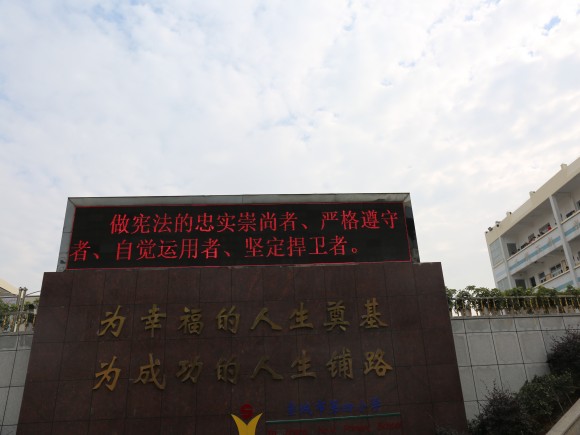 做宪法的忠实崇尚者、严格遵守
者、自觉运用者、坚定捍卫者。
为幸福的人生奠基
为成功的人生铺路